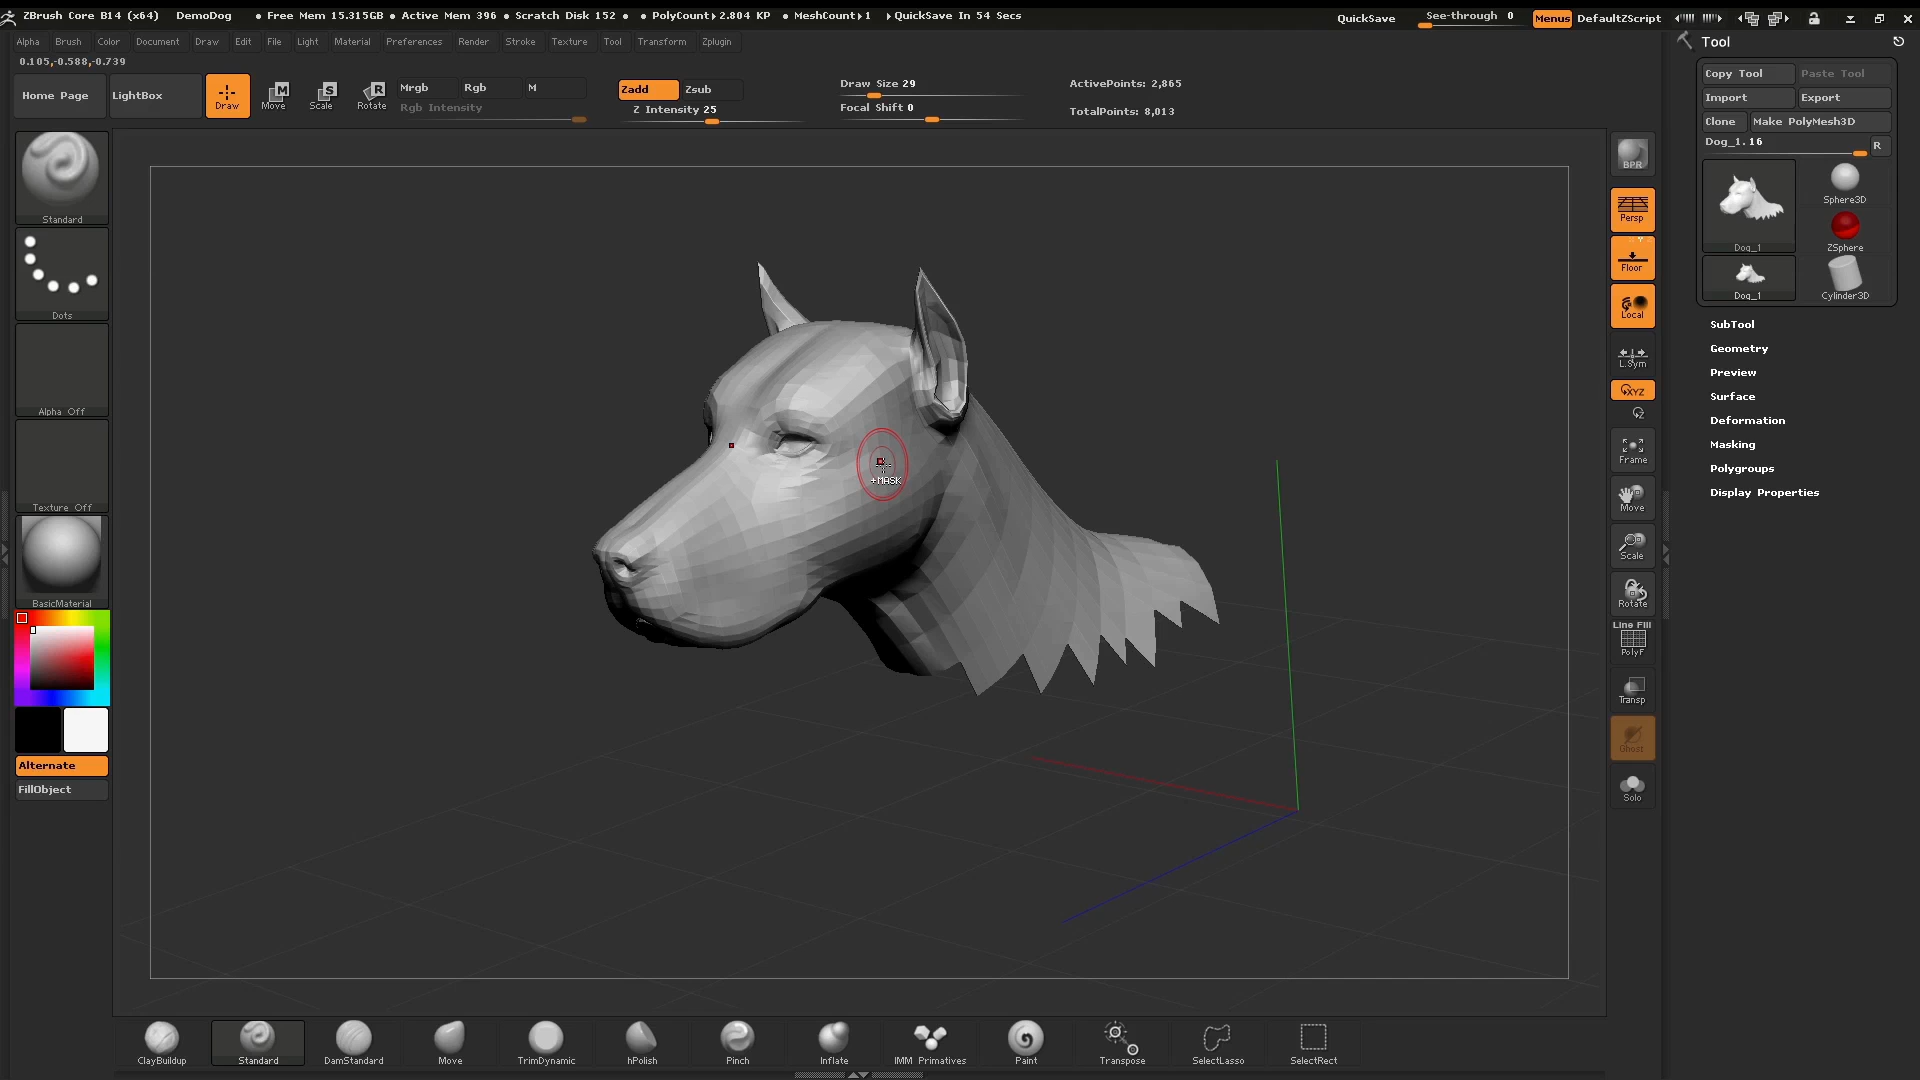 ZBrush Core B14 (x64) DemoDog • Free Mem 15.315GB • Active Mem 396 • Scratch Disk 152 • • PolyCount▸2.804 KP • MeshCount▸1 ▸QuickSave In 54 Secs QuickSave See-through 0 Menus DefaultZScript
Alpha Brush Color Document Draw Edit File Light Material Preferences Render Stroke Texture Tool Transform Zplugin
0.105,-0.588,-0.739
Home Page LightBox Draw Move Scale Rotate
Mrgb Rgb M
Rgb Intensity
Zadd Zsub
Z Intensity 25
Draw Size 29
Focal Shift 0
ActivePoints: 2,865
TotalPoints: 8,013
Standard
Dots
Alpha Off
Texture Off
BasicMaterial
Alternate
FillObject
+MASK
BPR
Persp
Floor
Local
L.Sym
XYZ
Frame
Move
Scale
Rotate
Line Fill
PolyF
Transp
Ghost
Solo
Tool
Copy Tool Paste Tool
Import Export
Clone Make PolyMesh3D
Dog_1. 16 R
Dog_1 Sphere3D
ZSphere
Dog_1 Cylinder3D
SubTool
Geometry
Preview
Surface
Deformation
Masking
Polygroups
Display Properties
ClayBuildup Standard DamStandard Move TrimDynamic hPolish Pinch Inflate IMM Primatives Paint Transpose SelectLasso SelectRect